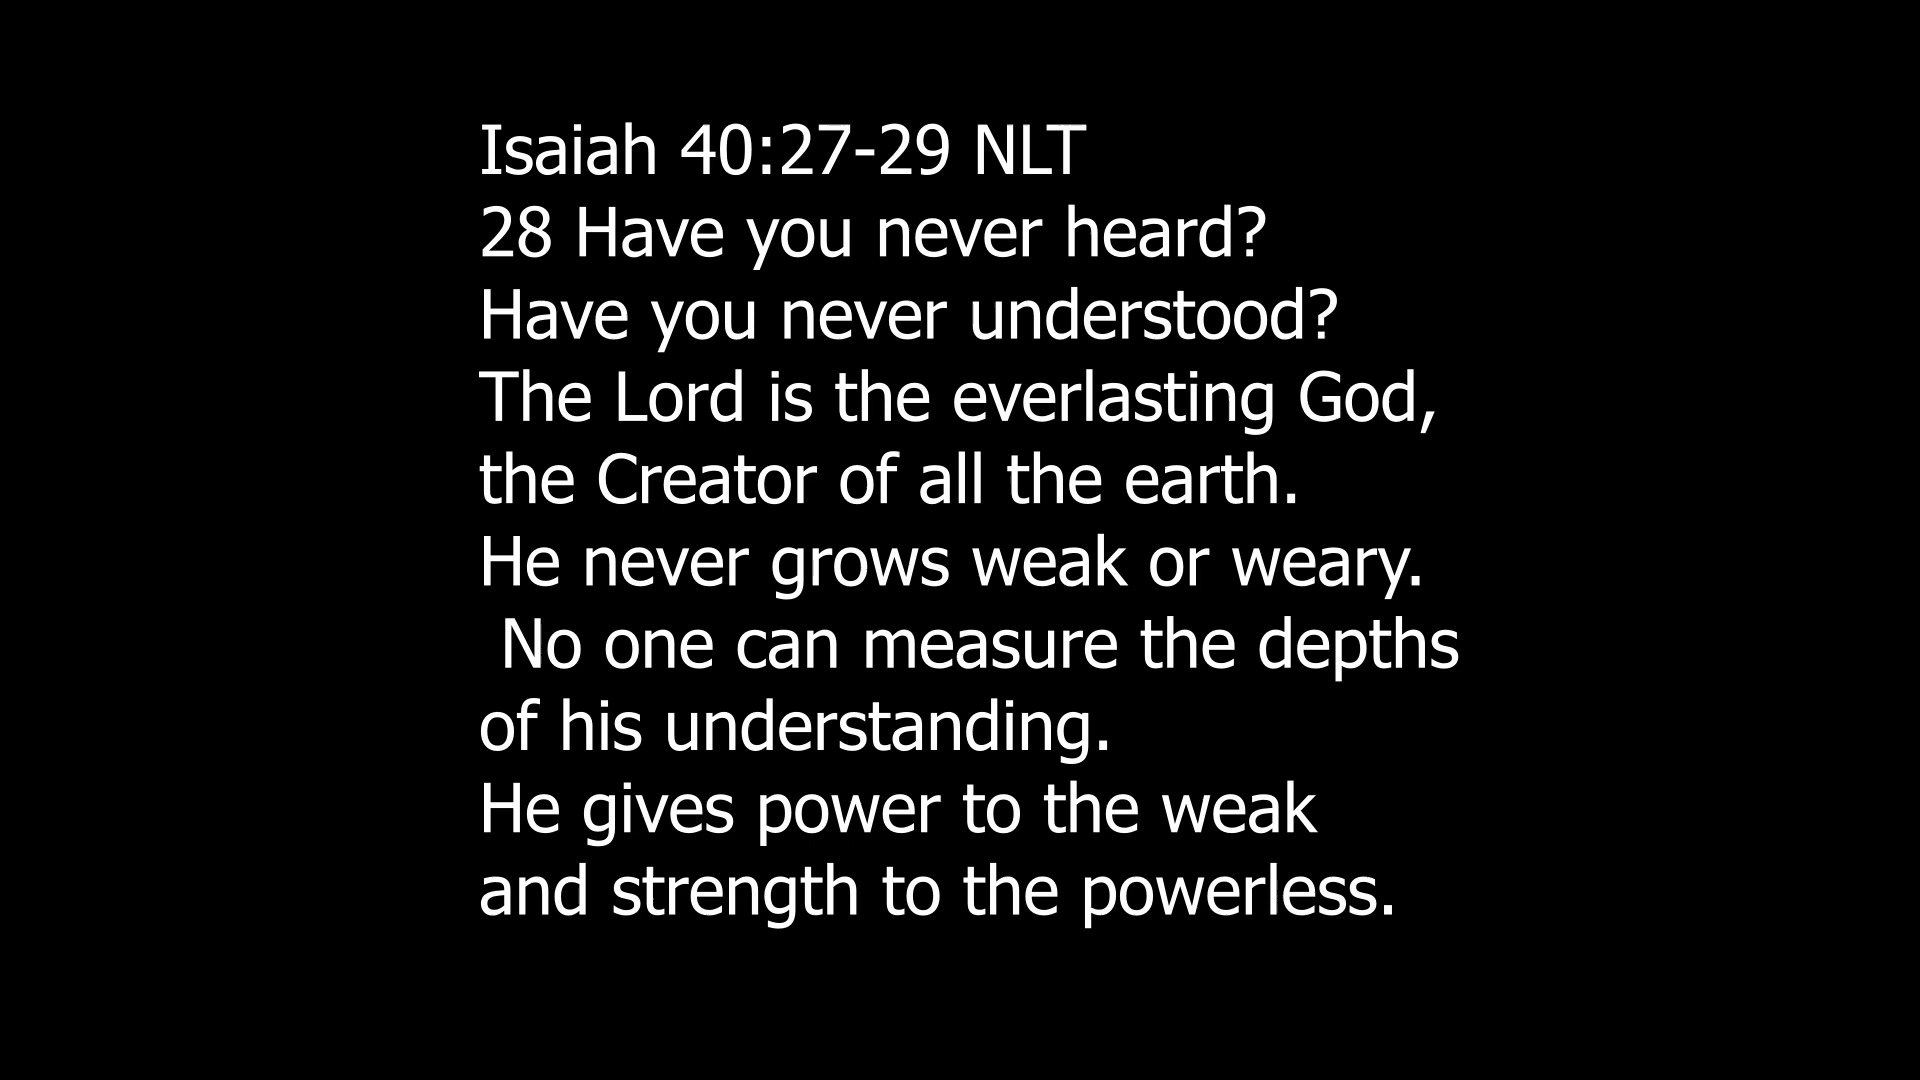 Isaiah 40:27-29 NLT
28 Have you never heard?
Have you never understood?
The Lord is the everlasting God,
the Creator of all the earth.
He never grows weak or weary.
No one can measure the depths
of his understanding.
He gives power to the weak
and strength to the powerless.